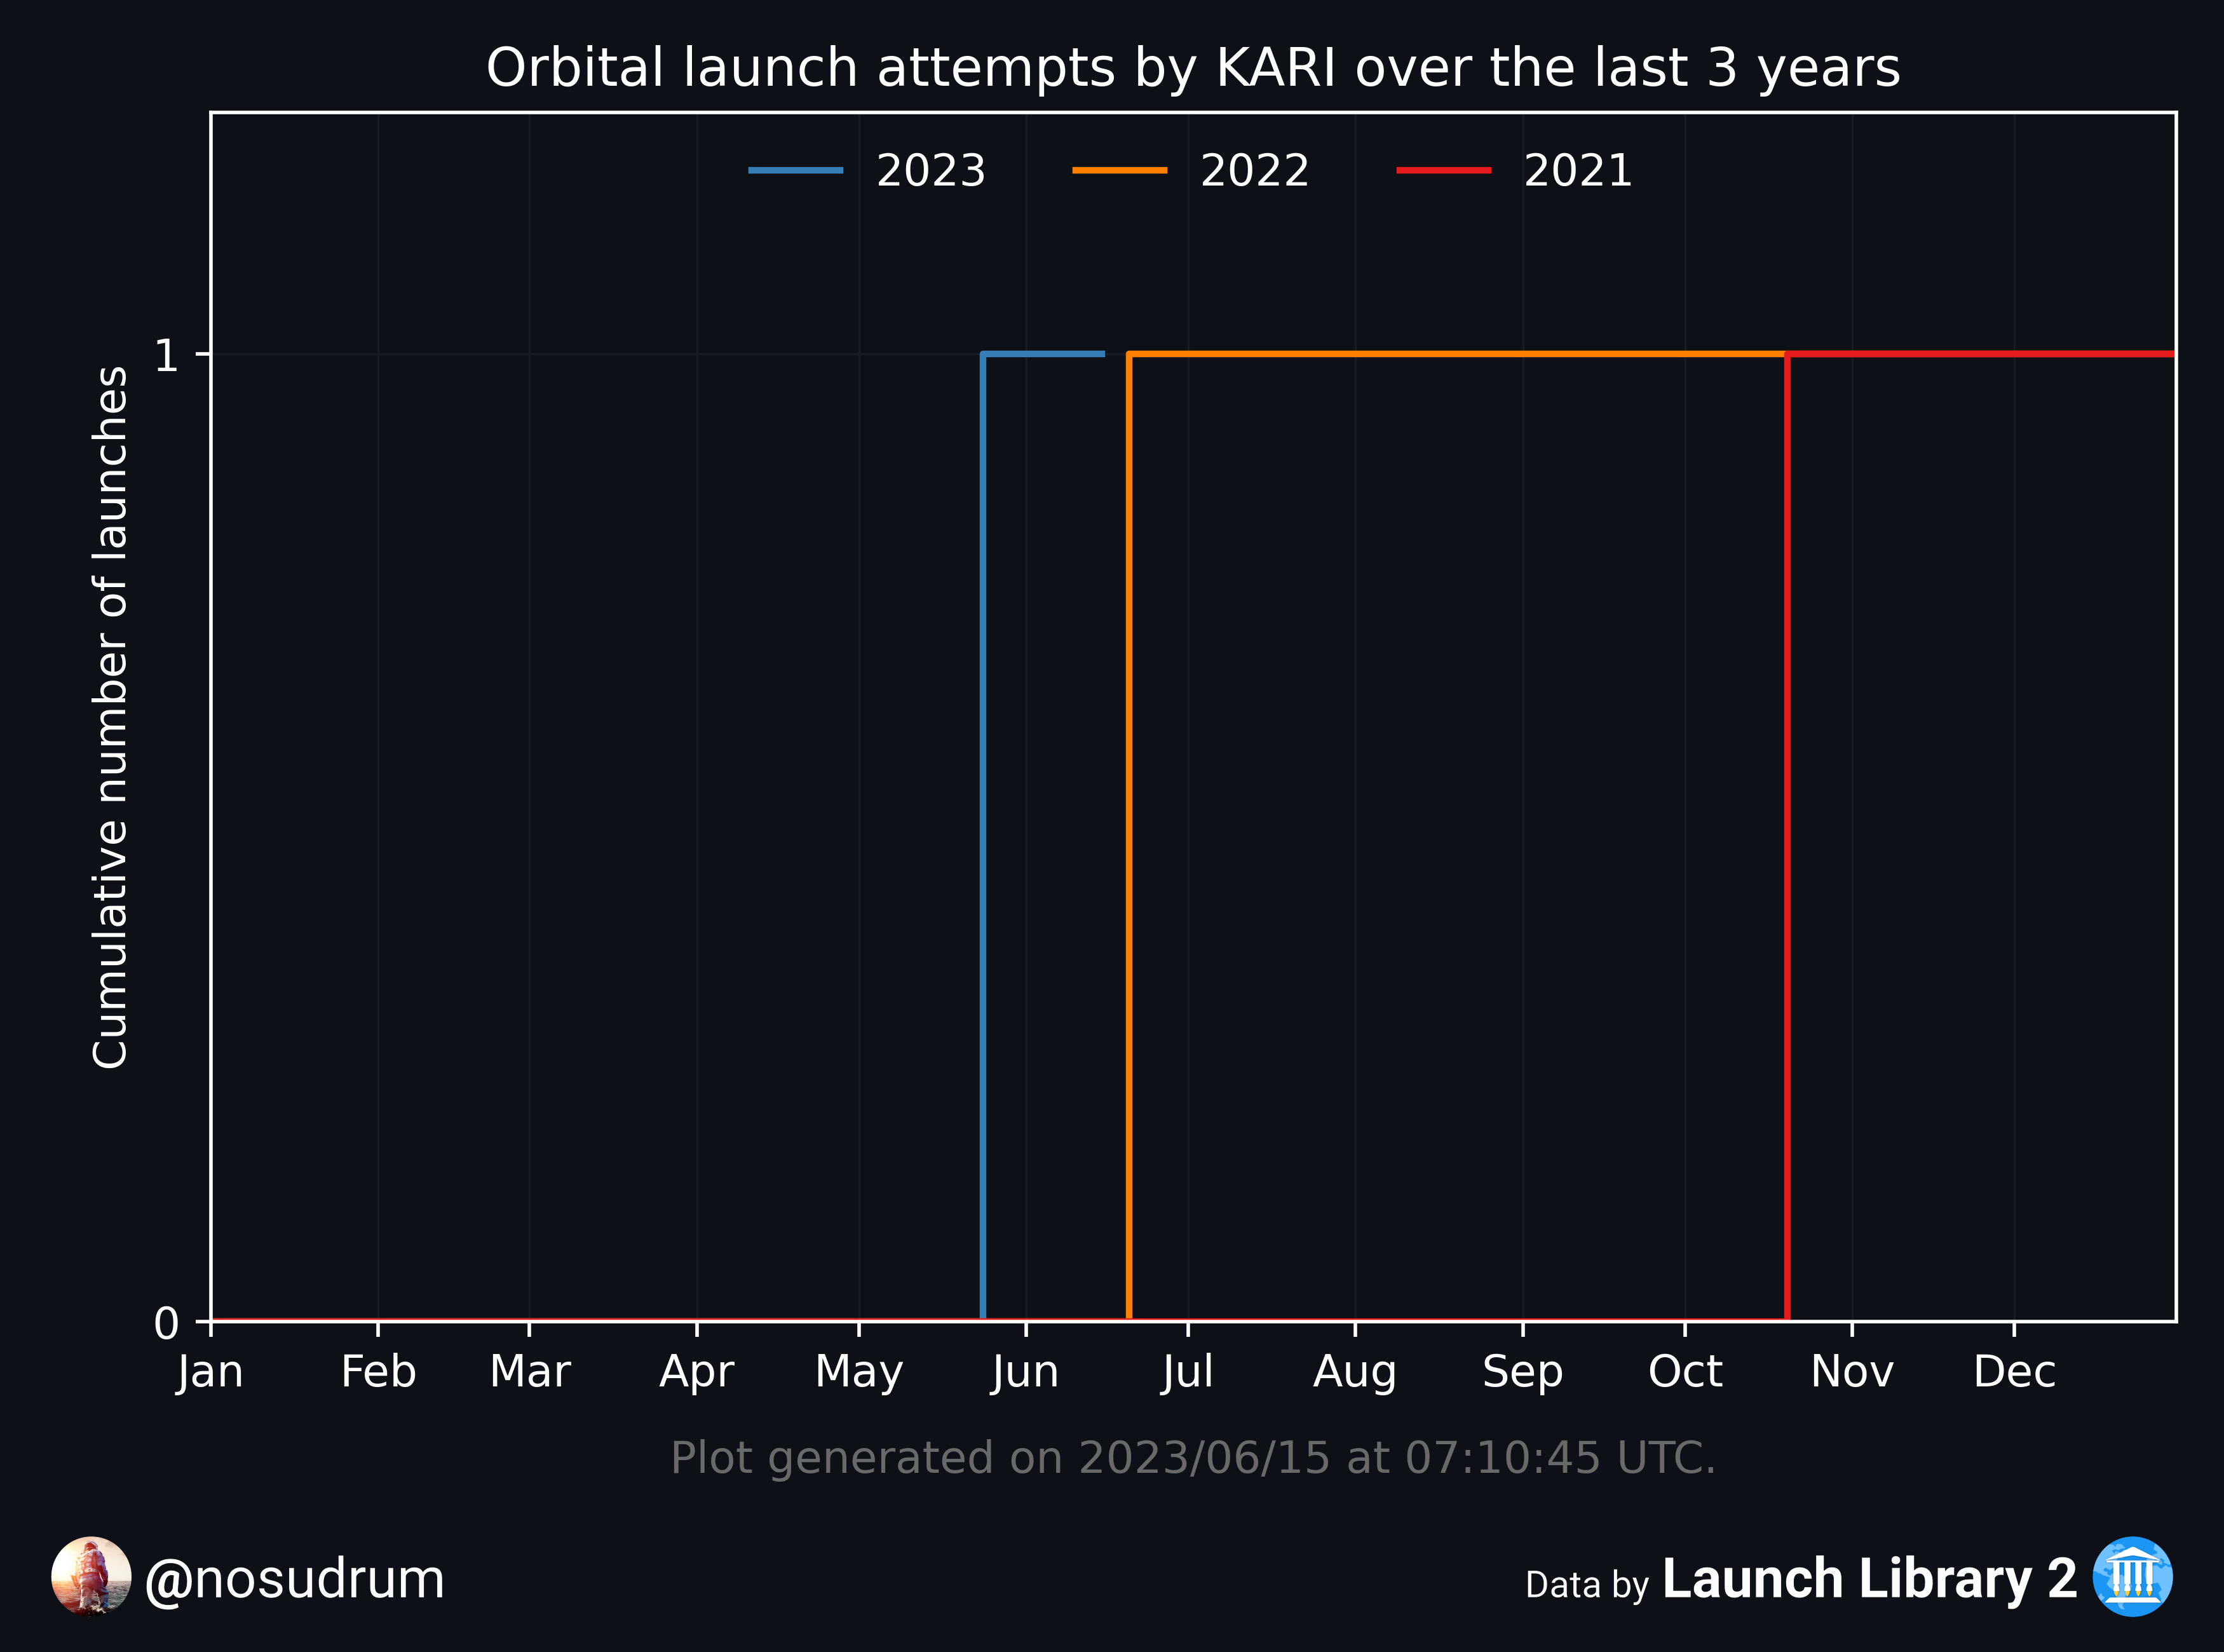 Orbital launch attempts by KARI over the last 3 years
2023 2022 2021
Cumulative number of launches
1
0
Jan Feb Mar Apr May Jun Jul Aug Sep Oct Nov Dec
Plot generated on 2023/06/15 at 07:10:45 UTC.
@nosudrum
Data by Launch Library 2